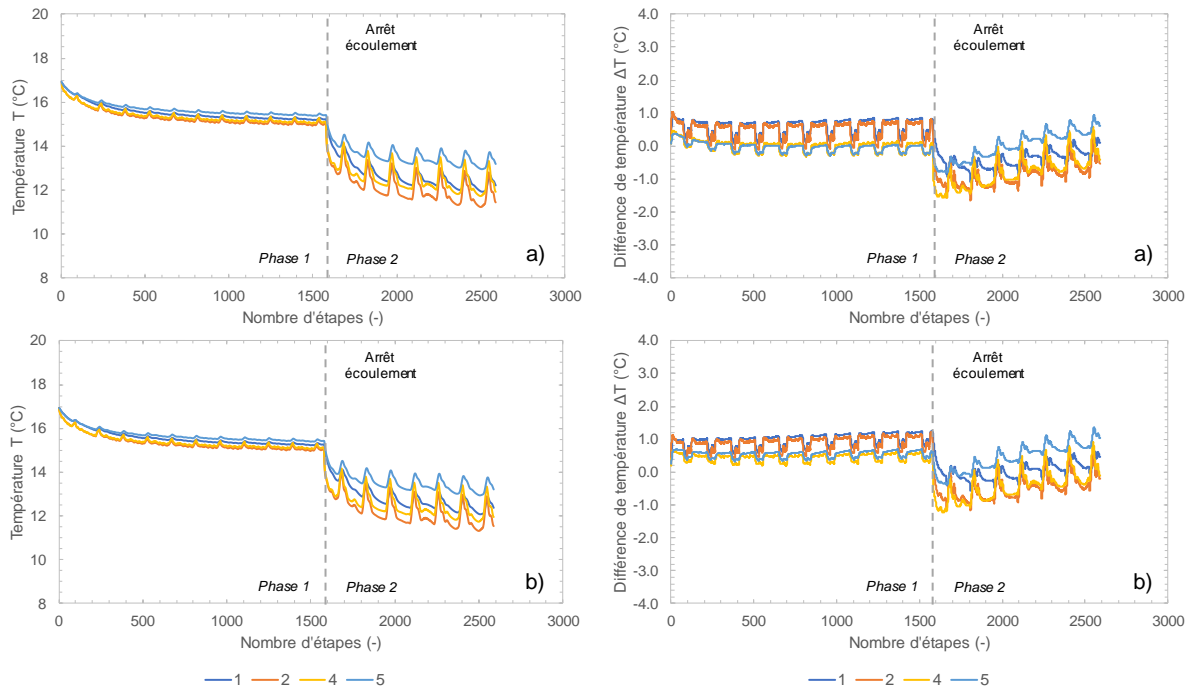 20
18
16
14
12
10
8
Température T (°C)
Arrêt
écoulement
Phase 1
Phase 2
a)
0
500
1000
1500
2000
2500
3000
Nombre d'étapes (-)
4.0
3.0
2.0
1.0
0.0
-1.0
-2.0
-3.0
-4.0
Différence de température ΔT (°C)
Arrêt
écoulement
Phase 1
Phase 2
a)
0
500
1000
1500
2000
2500
3000
Nombre d'étapes (-)
20
18
16
14
12
10
8
Température T (°C)
Arrêt
écoulement
Phase 1
Phase 2
b)
0
500
1000
1500
2000
2500
3000
Nombre d'étapes (-)
1 2 4 5
4.0
3.0
2.0
1.0
0.0
-1.0
-2.0
-3.0
-4.0
Différence de température ΔT (°C)
Arrêt
écoulement
Phase 1
Phase 2
b)
0
500
1000
1500
2000
2500
3000
Nombre d'étapes (-)
1 2 4 5